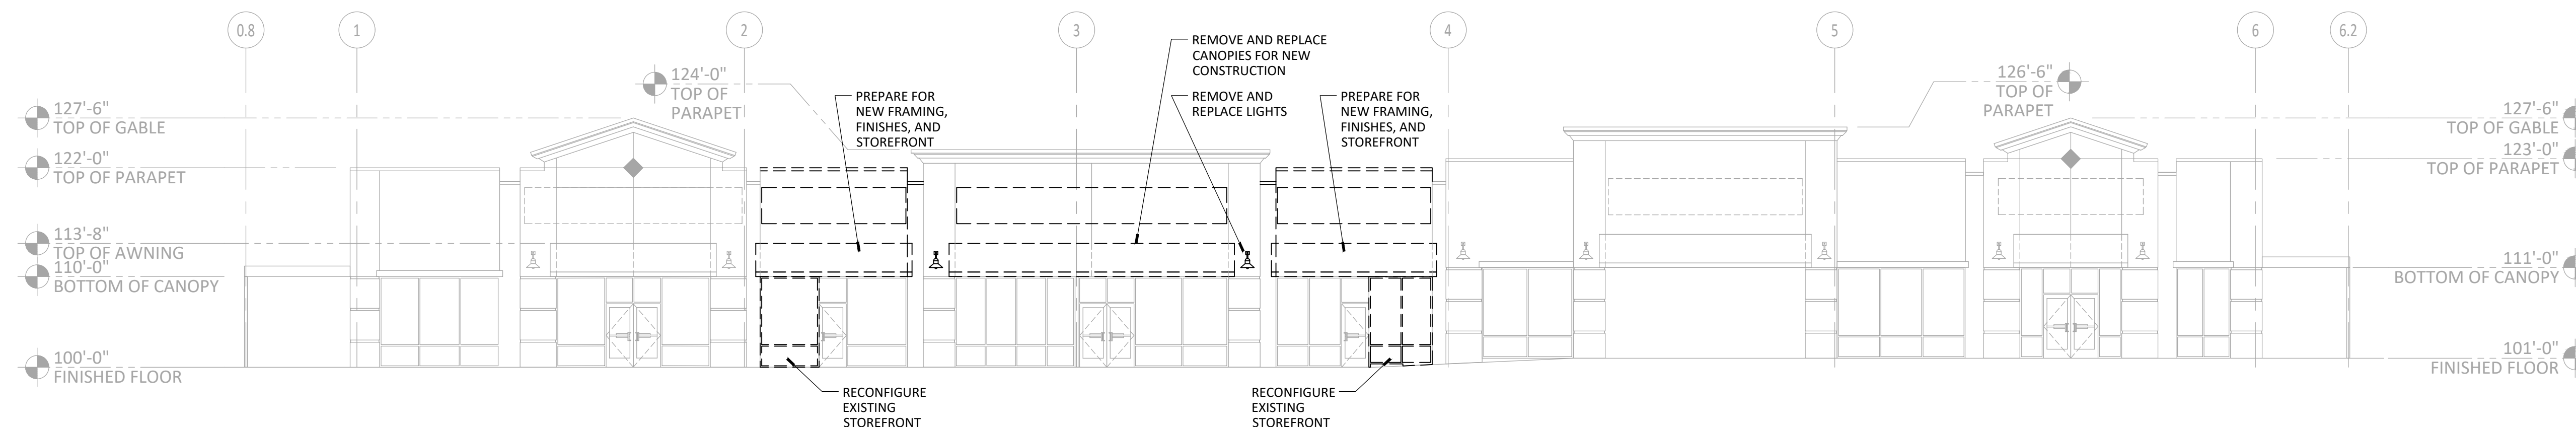 0.8
1
2
3
4
5
6
6.2
REMOVE AND REPLACE
CANOPIES FOR NEW
CONSTRUCTION
REMOVE AND
REPLACE LIGHTS
124'-0"
TOP OF
PARAPET
126'-6"
TOP OF
PARAPET
PREPARE FOR
NEW FRAMING,
FINISHES, AND
STOREFRONT
PREPARE FOR
NEW FRAMING,
FINISHES, AND
STOREFRONT
127'-6"
TOP OF GABLE
122'-0"
TOP OF PARAPET
113'-8"
TOP OF AWNING
110'-0"
BOTTOM OF CANOPY
100'-0"
FINISHED FLOOR
127'-6"
TOP OF GABLE
123'-0"
TOP OF PARAPET
111'-0"
BOTTOM OF CANOPY
101'-0"
FINISHED FLOOR
RECONFIGURE
EXISTING
STOREFRONT
RECONFIGURE
EXISTING
STOREFRONT